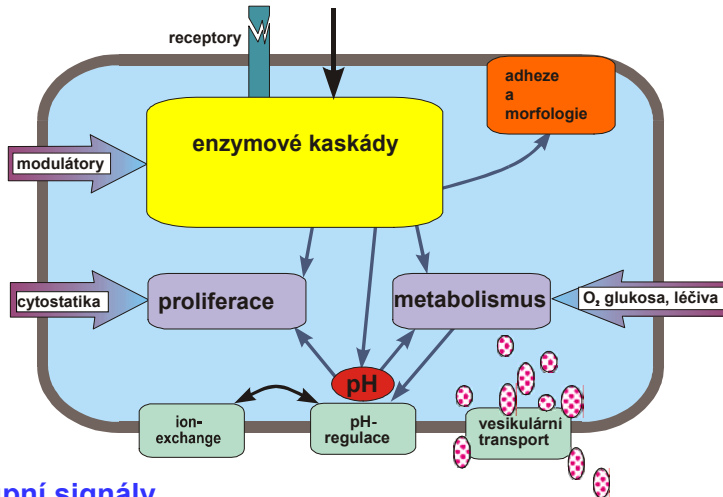 receptory
adheze
a
morfologie
enzymové kaskády
modulátory
cytostatika
proliferace
metabolismus
O₂ glukosa, léčiva
pH
ion-
exchange
pH-
regulace
vesikulární
transport
signály